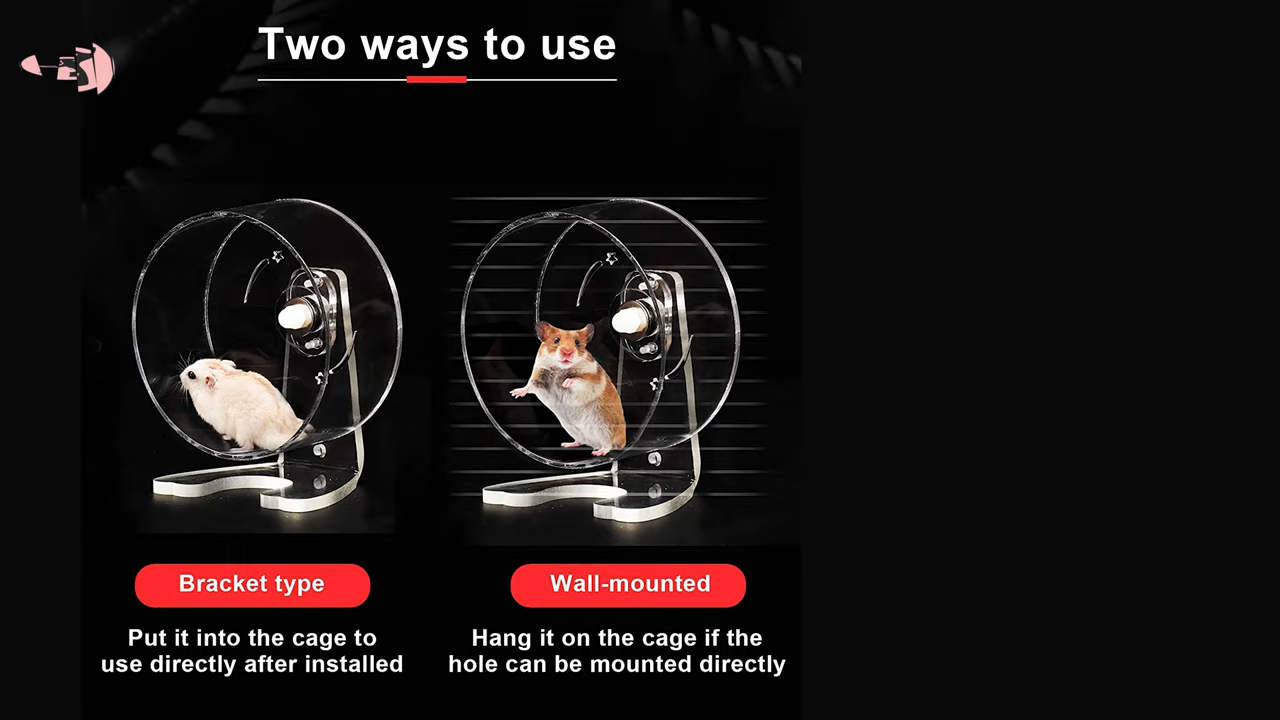 Two ways to use
Bracket type
Wall-mounted
Put it into the cage to
use directly after installed
Hang it on the cage if the
hole can be mounted directly